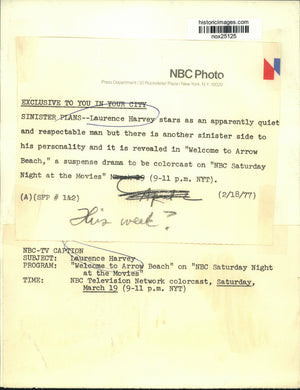 historicimages.com
nox25125
NBC Photo
Press Department / 30 Rockefeller Plaza / New York, N.Y. 10020
EXCLUSIVE TO YOU IN YOUR CITY
SINISTER PLANS--Laurence Harvey stars as an apparently quiet
and respectable man but there is another sinister side to
his personality and it is revealed in "Welcome to Arrow
Beach," a suspense drama to be colorcast on "NBC Saturday
Night at the Movies" March 19 (9-11 p.m. NYT).
(A)(SFP # 1&2)
(2/18/77)
this week?
NBC-TV CAPTION
SUBJECT: Laurence Harvey
PROGRAM: "Welcome to Arrow Beach" on "NBC Saturday Night
at the Movies"
TIME: NBC Television Network colorcast, Saturday,
March 19 (9-11 p.m. NYT)